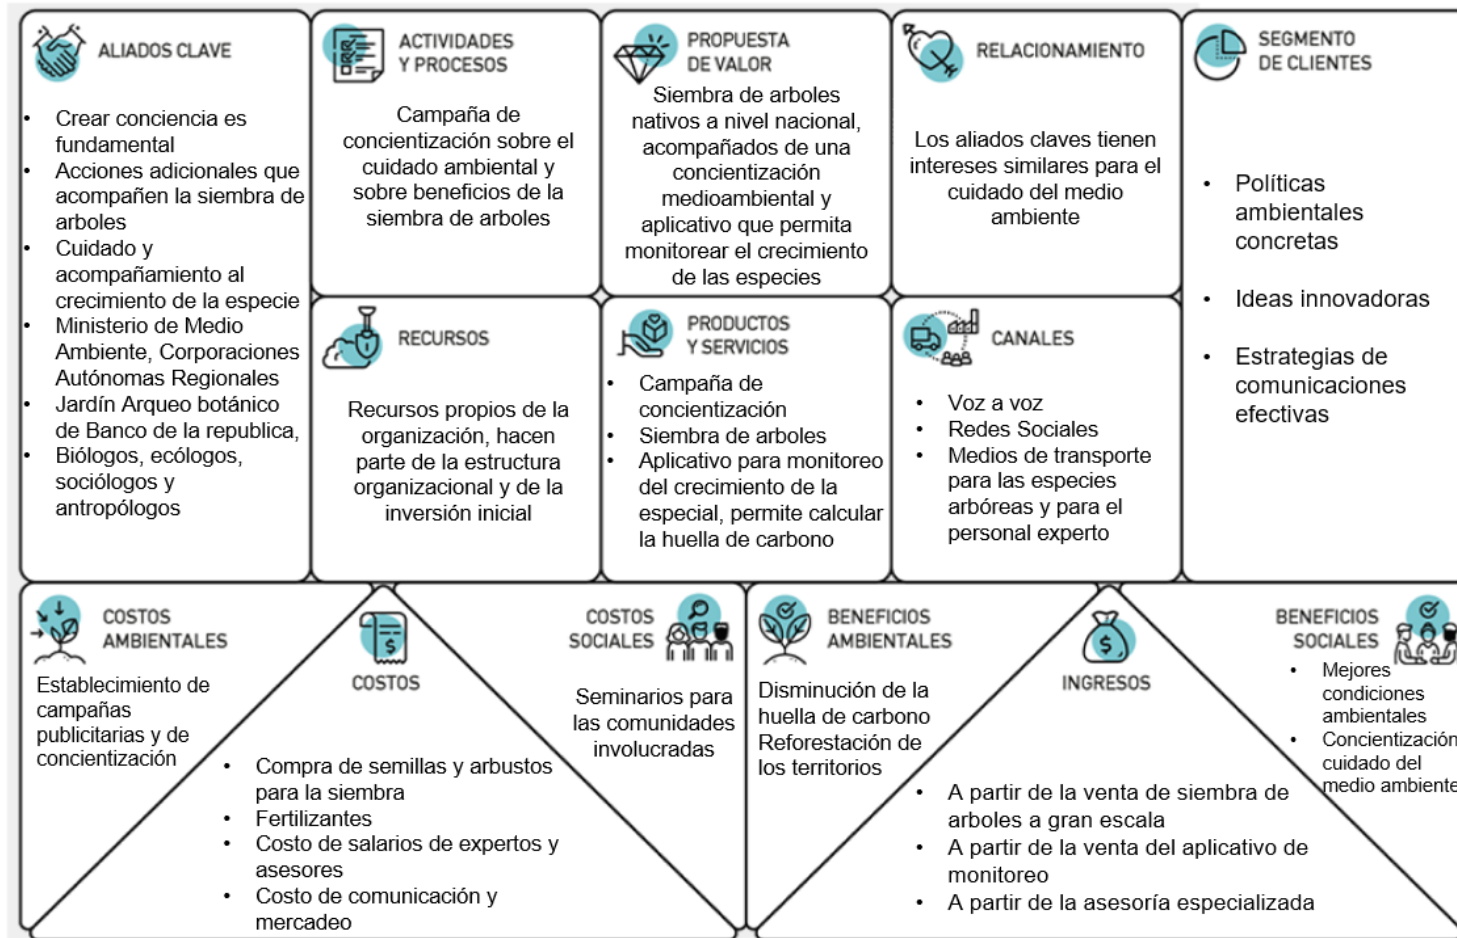 ALIADOS CLAVE
• Crear conciencia es
fundamental
• Acciones adicionales que
acompañen la siembra de
arboles
• Cuidado y
acompañamiento al
crecimiento de la especie
• Ministerio de Medio
Ambiente, Corporaciones
Autónomas Regionales
• Jardín Arqueo botánico
de Banco de la republica,
• Biólogos, ecólogos,
sociólogos y
antropólogos
ACTIVIDADES
Y PROCESOS
Campaña de
concientización sobre el
cuidado ambiental y
sobre beneficios de la
siembra de arboles
RECURSOS
Recursos propios de la
organización, hacen
parte de la estructura
organizacional y de la
inversión inicial
PROPUESTA
DE VALOR
Siembra de arboles
nativos a nivel nacional,
acompañados de una
concientización
medioambiental y
aplicativo que permita
monitorear el crecimiento
de las especies
PRODUCTOS
Y SERVICIOS
• Campaña de
concientización
• Siembra de arboles
• Aplicativo para monitoreo
del crecimiento de la
especial, permite calcular
la huella de carbono
RELACIONAMIENTO
Los aliados claves tienen
intereses similares para el
cuidado del medio
ambiente
CANALES
• Voz a voz
• Redes Sociales
• Medios de transporte
para las especies
arbóreas y para el
personal experto
SEGMENTO
DE CLIENTES
• Políticas
ambientales
concretas
• Ideas innovadoras
• Estrategias de
comunicaciones
efectivas
COSTOS
AMBIENTALES
Establecimiento de
campañas
publicitarias y de
concientización
COSTOS
• Compra de semillas y arbustos
para la siembra
• Fertilizantes
• Costo de salarios de expertos y
asesores
• Costo de comunicación y
mercadeo
COSTOS
SOCIALES
Seminarios para
las comunidades
involucradas
BENEFICIOS
AMBIENTALES
Disminución de la
huella de carbono
Reforestación de
los territorios
INGRESOS
• A partir de la venta de siembra de
arboles a gran escala
• A partir de la venta del aplicativo de
monitoreo
• A partir de la asesoría especializada
BENEFICIOS
SOCIALES
• Mejores
condiciones
ambientales
• Concientización
cuidado del
medio ambiente